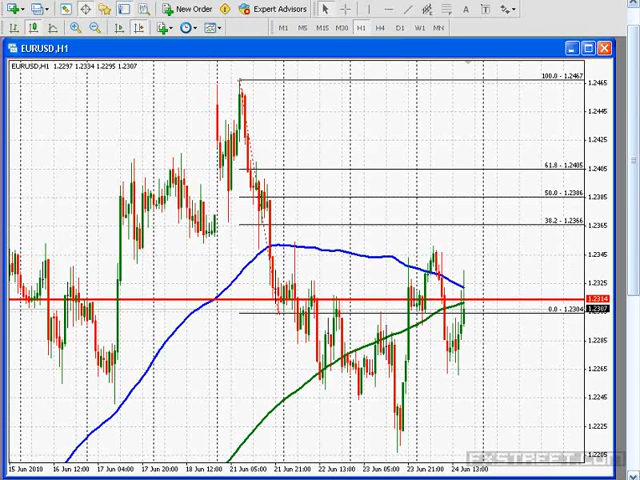 New Order Expert Advisors
A T
M1 M5 M15 M30 H1 H4 D1 W1 MN
EURUSD,H1
EURUSD,H1 1.2297 1.2334 1.2295 1.2307
100.0 - 1.2467
1.2465
1.2445
1.2425
61.8 - 1.2405
1.2405
50.0 - 1.2386
1.2385
38.2 - 1.2366
1.2365
1.2345
1.2325
1.2314
1.2307
0.0 - 1.2304
1.2285
1.2265
1.2245
1.2225
1.2205
FXSTREET.COM
15 Jun 2010 16 Jun 12:00 17 Jun 04:00 17 Jun 20:00 18 Jun 12:00 21 Jun 05:00 21 Jun 21:00 22 Jun 13:00 23 Jun 05:00 23 Jun 21:00 24 Jun 13:00